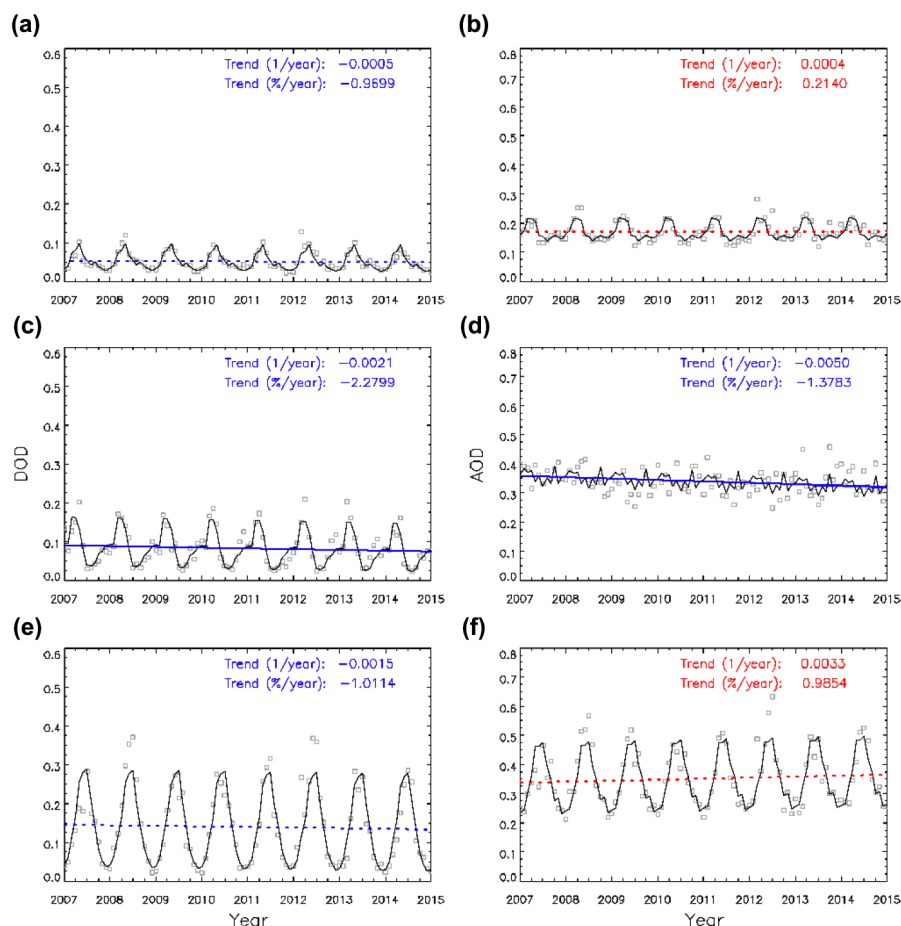 (a)
0.6
0.5
0.4
0.3
0.2
0.1
0.0
Trend (1/year): −0.0005
Trend (%/year): −0.9699
2007 2008 2009 2010 2011 2012 2013 2014 2015
(b)
0.8
0.7
0.6
0.5
0.4
0.3
0.2
0.1
0.0
Trend (1/year): 0.0004
Trend (%/year): 0.2140
2007 2008 2009 2010 2011 2012 2013 2014 2015
(c)
DOD
0.6
0.5
0.4
0.3
0.2
0.1
0.0
Trend (1/year): −0.0021
Trend (%/year): −2.2799
2007 2008 2009 2010 2011 2012 2013 2014 2015
(d)
AOD
0.8
0.7
0.6
0.5
0.4
0.3
0.2
0.1
0.0
Trend (1/year): −0.0050
Trend (%/year): −1.3783
2007 2008 2009 2010 2011 2012 2013 2014 2015
(e)
0.6
0.5
0.4
0.3
0.2
0.1
0.0
Trend (1/year): −0.0015
Trend (%/year): −1.0114
2007 2008 2009 2010 2011 2012 2013 2014 2015
Year
(f)
0.8
0.7
0.6
0.5
0.4
0.3
0.2
0.1
0.0
Trend (1/year): 0.0033
Trend (%/year): 0.9854
2007 2008 2009 2010 2011 2012 2013 2014 2015
Year